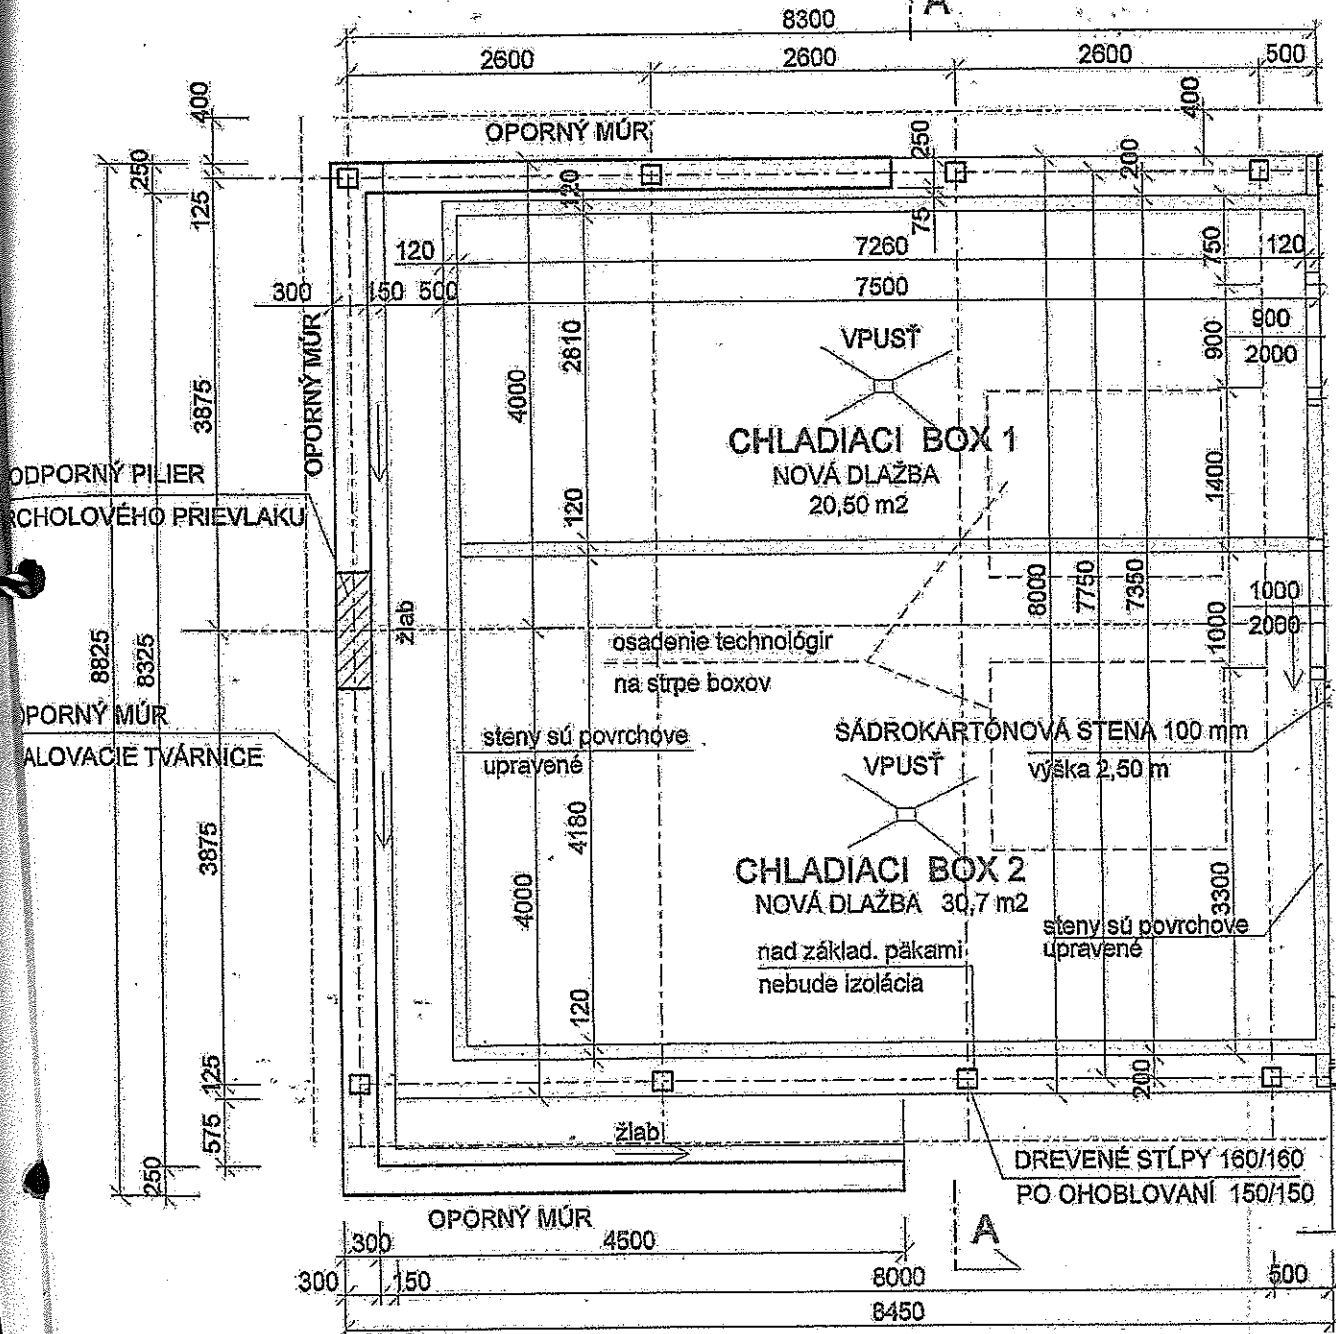 A
8300
2600
2600
2600
500
400
400
OPORNÝ MÚR
250
250
200
120
125
75
120
7260
750
120
300
150
500
7500
OPORNÝ MÚR
VPUSŤ
900
900
2000
2810
4000
3875
CHLADIACI BOX 1
NOVÁ DLAŽBA
20,50 m2
1400
ODPORNÝ PILIER
RCHOLOVÉHO PRIEVLAKU
120
8000
7750
7350
1000
1000
2000
žlab
8825
8325
osadenie technológir
na strpe boxov
OPORNÝ MÚR
ALOVACIE TVÁRNICE
steny sú povrchove
upravené
SÁDROKARTÓNOVÁ STENA 100 mm
výška 2,50 m
VPUSŤ
4180
3875
4000
CHLADIACI BOX 2
NOVÁ DLAŽBA 30,7 m2
3300
steny sú povrchove
upravené
nad základ. päkami
nebude izolácia
120
125
200
575
250
žlab
DREVENÉ STĹPY 160/160
PO OHOBLOVANÍ 150/150
OPORNÝ MÚR
A
300
4500
300
150
8000
500
8450